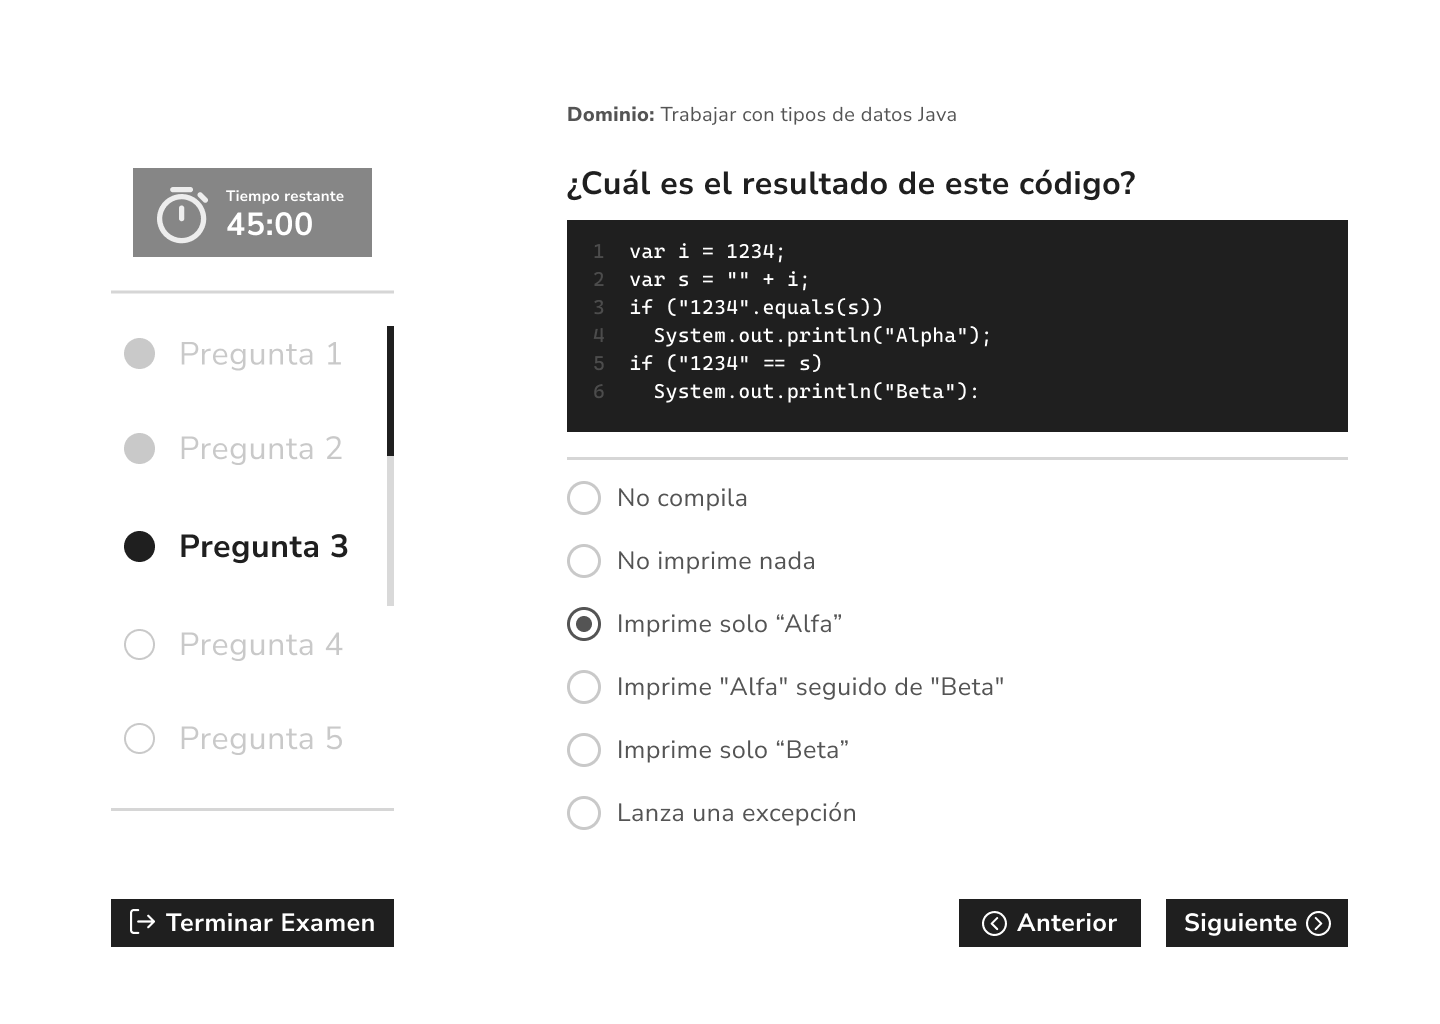 Dominio: Trabajar con tipos de datos Java
Tiempo restante
45:00
¿Cuál es el resultado de este código?
1 var i = 1234;
2 var s = "" + i;
3 if ("1234".equals(s))
4 System.out.println("Alpha");
5 if ("1234" == s)
6 System.out.println("Beta"):
Pregunta 1
Pregunta 2
Pregunta 3
Pregunta 4
Pregunta 5
No compila
No imprime nada
Imprime solo “Alfa”
Imprime "Alfa" seguido de "Beta"
Imprime solo “Beta”
Lanza una excepción
Terminar Examen
Anterior
Siguiente